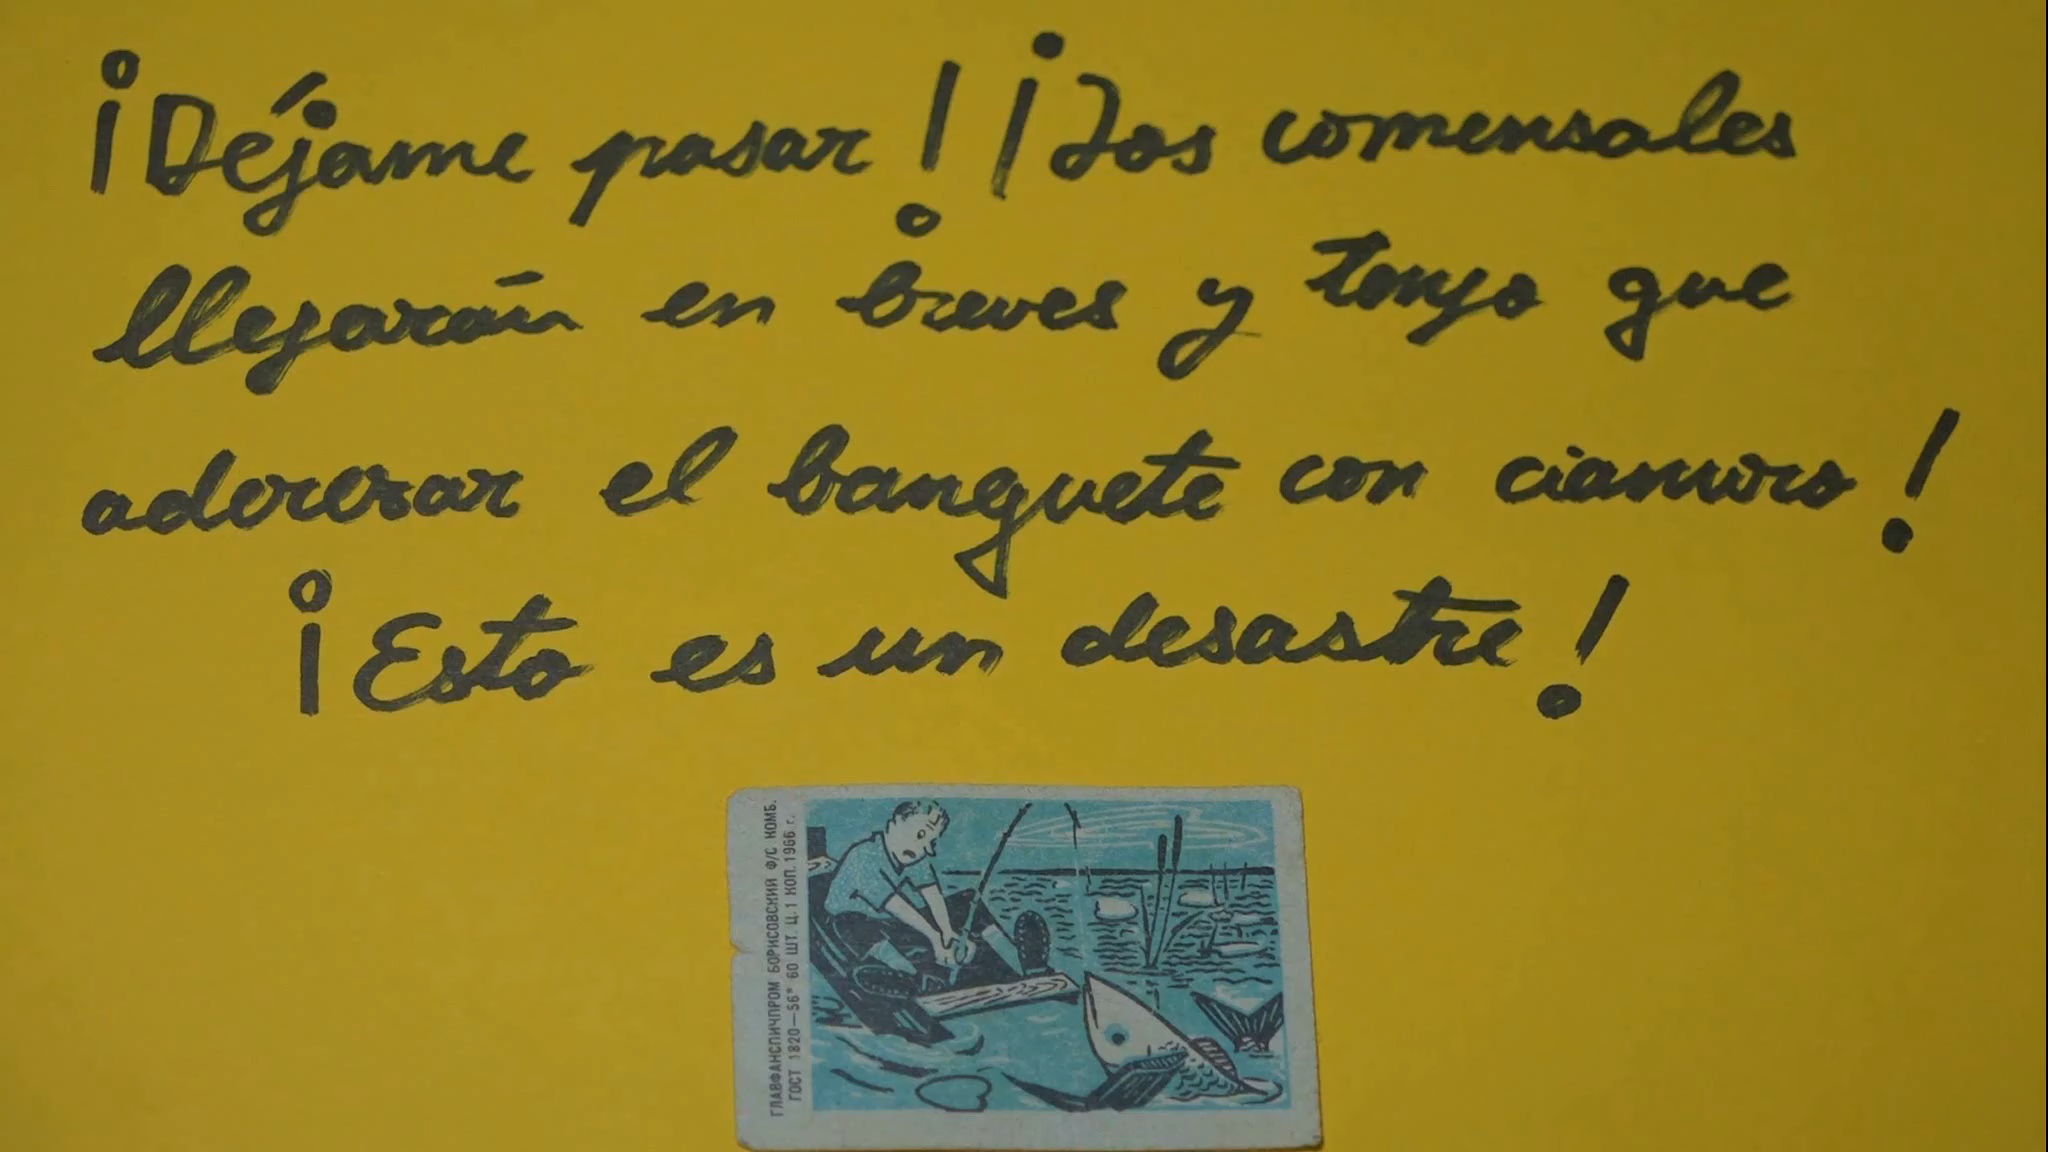 ¡Déjame pasar! ¡Los comensales
llegarán en breves y tengo que
aderezar el banquete con cianuro!
¡Esto es un desastre!
ГЛАВФАНСПИЧПРОМ БОРИСОВСКИЙ Ф/С КОМБ.
ГОСТ 1820—56* 60 ШТ. Ц. 1 КОП. 1966 г.